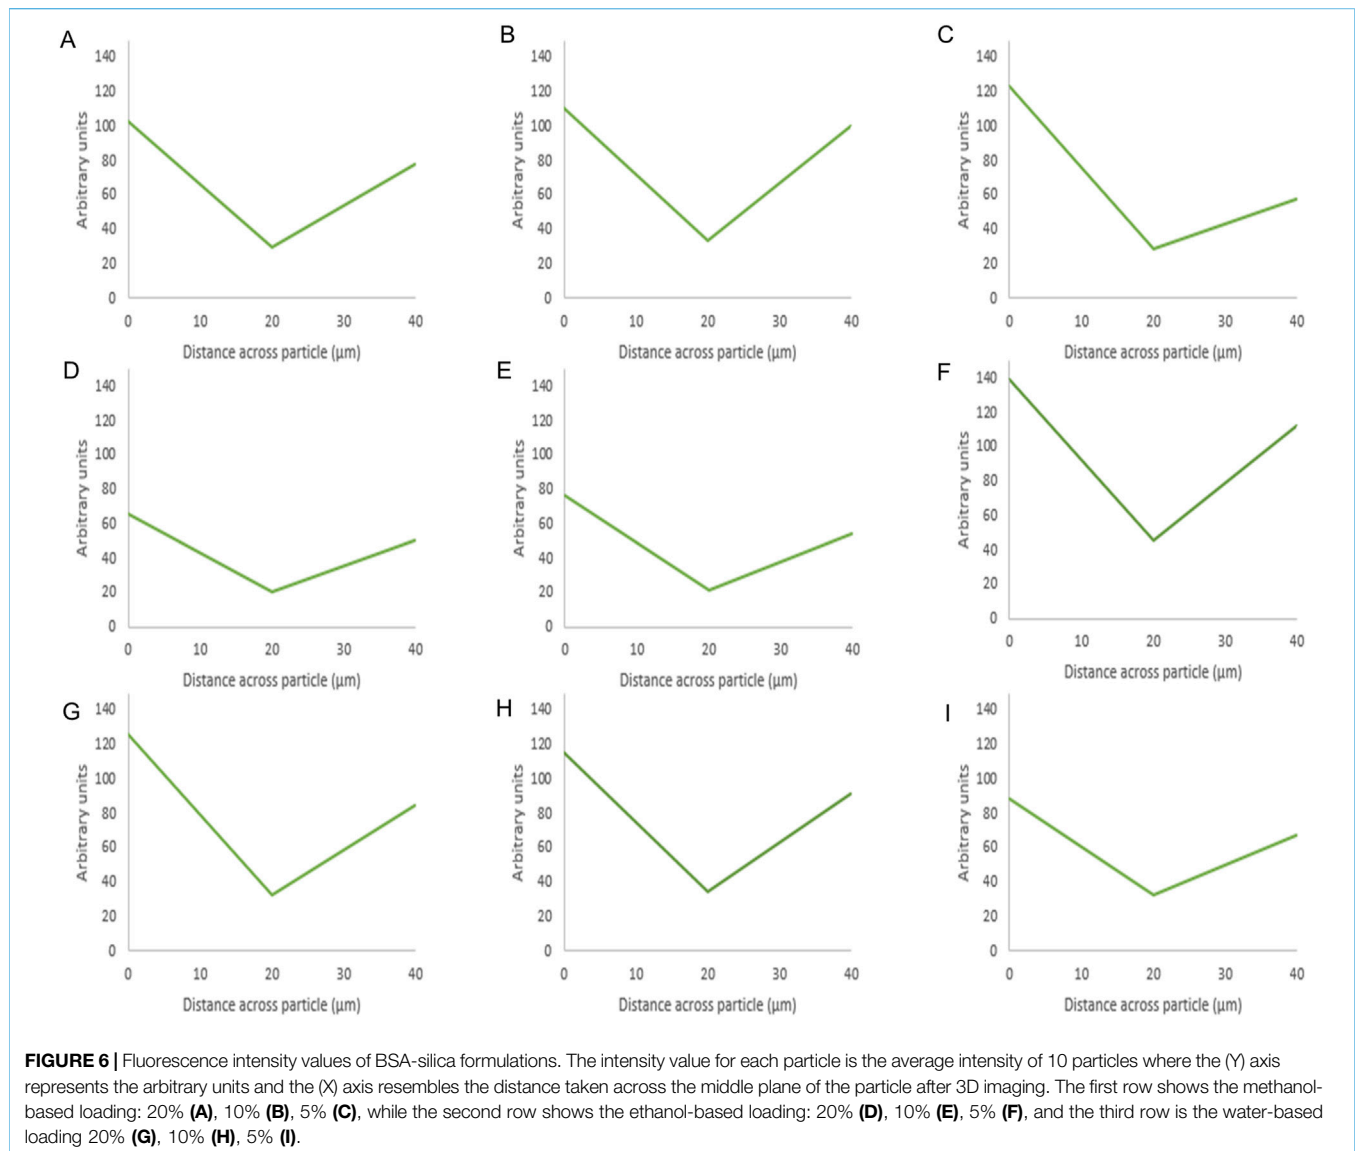 A
140
120
100
80
60
40
20
0
Arbitrary units
0 10 20 30 40
Distance across particle (µm)
B
140
120
100
80
60
40
20
0
Arbitrary units
0 10 20 30 40
Distance across particle (µm)
C
140
120
100
80
60
40
20
0
Arbitrary units
0 10 20 30 40
Distance across particle (µm)
D
140
120
100
80
60
40
20
0
Arbitrary units
0 10 20 30 40
Distance across particle (µm)
E
140
120
100
80
60
40
20
0
Arbitrary units
0 10 20 30 40
Distance across particle (µm)
F
140
120
100
80
60
40
20
0
Arbitrary units
0 10 20 30 40
Distance across particle (µm)
G
140
120
100
80
60
40
20
0
Arbitrary units
0 10 20 30 40
Distance across particle (µm)
H
140
120
100
80
60
40
20
0
Arbitrary units
0 10 20 30 40
Distance across particle (µm)
I
140
120
100
80
60
40
20
0
Arbitrary units
0 10 20 30 40
Distance across particle (µm)
FIGURE 6 | Fluorescence intensity values of BSA-silica formulations. The intensity value for each particle is the average intensity of 10 particles where the (Y) axis
represents the arbitrary units and the (X) axis resembles the distance taken across the middle plane of the particle after 3D imaging. The first row shows the methanol-
based loading: 20% (A), 10% (B), 5% (C), while the second row shows the ethanol-based loading: 20% (D), 10% (E), 5% (F), and the third row is the water-based
loading 20% (G), 10% (H), 5% (I).